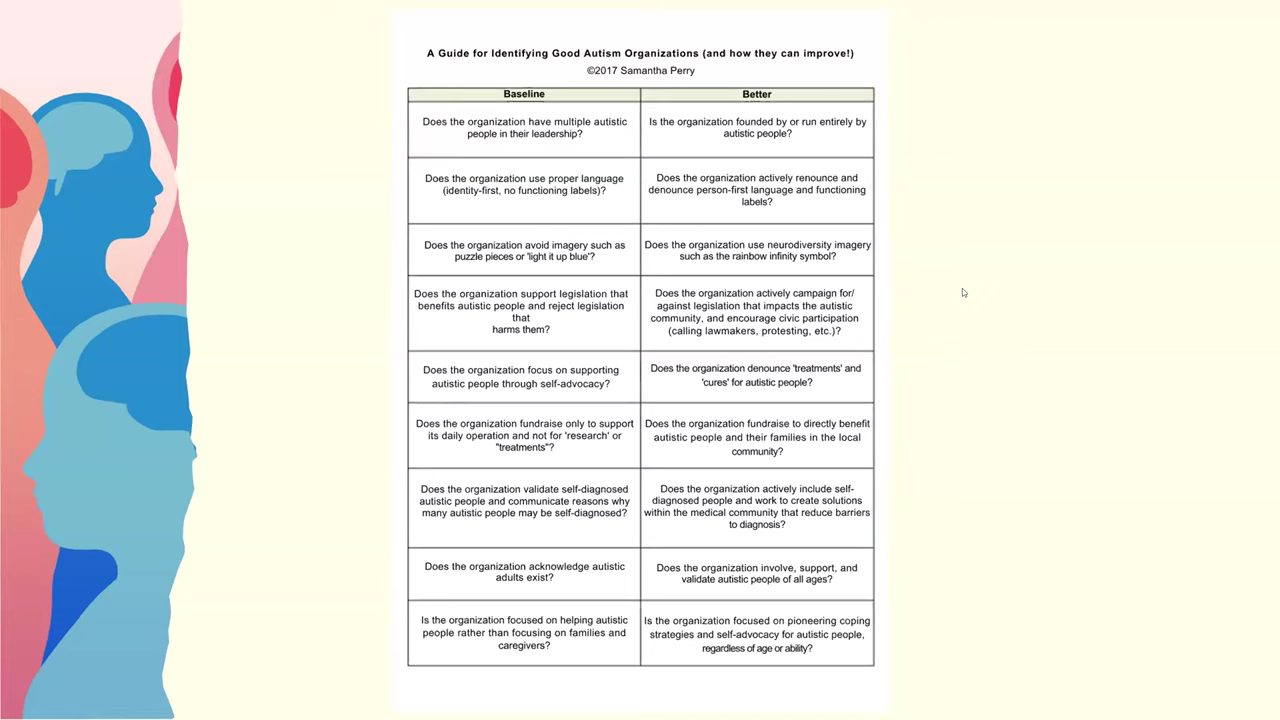 A Guide for Identifying Good Autism Organizations (and how they can improve!)
©2017 Samantha Perry
Baseline
Better
Does the organization have multiple autistic
people in their leadership?
Is the organization founded by or run entirely by
autistic people?
Does the organization use proper language
(identity-first, no functioning labels)?
Does the organization actively renounce and
denounce person-first language and functioning
labels?
Does the organization avoid imagery such as
puzzle pieces or 'light it up blue'?
Does the organization use neurodiversity imagery
such as the rainbow infinity symbol?
Does the organization support legislation that
benefits autistic people and reject legislation
that
harms them?
Does the organization actively campaign for/
against legislation that impacts the autistic
community, and encourage civic participation
(calling lawmakers, protesting, etc.)?
Does the organization focus on supporting
autistic people through self-advocacy?
Does the organization denounce 'treatments' and
'cures' for autistic people?
Does the organization fundraise only to support
its daily operation and not for 'research' or
"treatments"?
Does the organization fundraise to directly benefit
autistic people and their families in the local
community?
Does the organization validate self-diagnosed
autistic people and communicate reasons why
many autistic people may be self-diagnosed?
Does the organization actively include self-
diagnosed people and work to create solutions
within the medical community that reduce barriers
to diagnosis?
Does the organization acknowledge autistic
adults exist?
Does the organization involve, support, and
validate autistic people of all ages?
Is the organization focused on helping autistic
people rather than focusing on families and
caregivers?
Is the organization focused on pioneering coping
strategies and self-advocacy for autistic people,
regardless of age or ability?